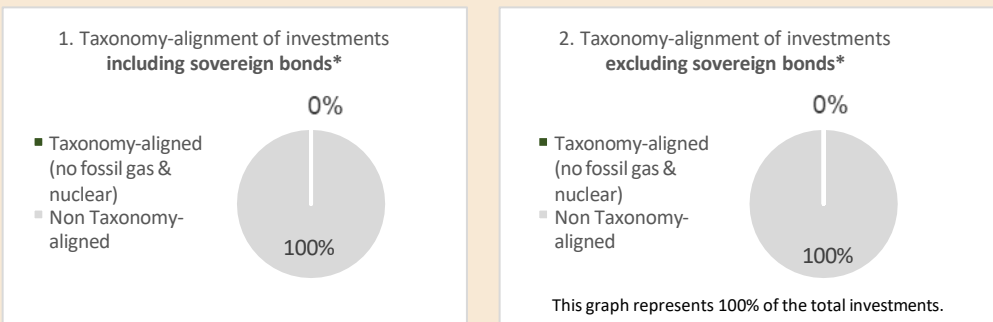 1. Taxonomy-alignment of investments
including sovereign bonds*
0%
Taxonomy-aligned
(no fossil gas &
nuclear)
Non Taxonomy-
aligned
100%
2. Taxonomy-alignment of investments
excluding sovereign bonds*
0%
Taxonomy-aligned
(no fossil gas &
nuclear)
Non Taxonomy-
aligned
100%
This graph represents 100% of the total investments.